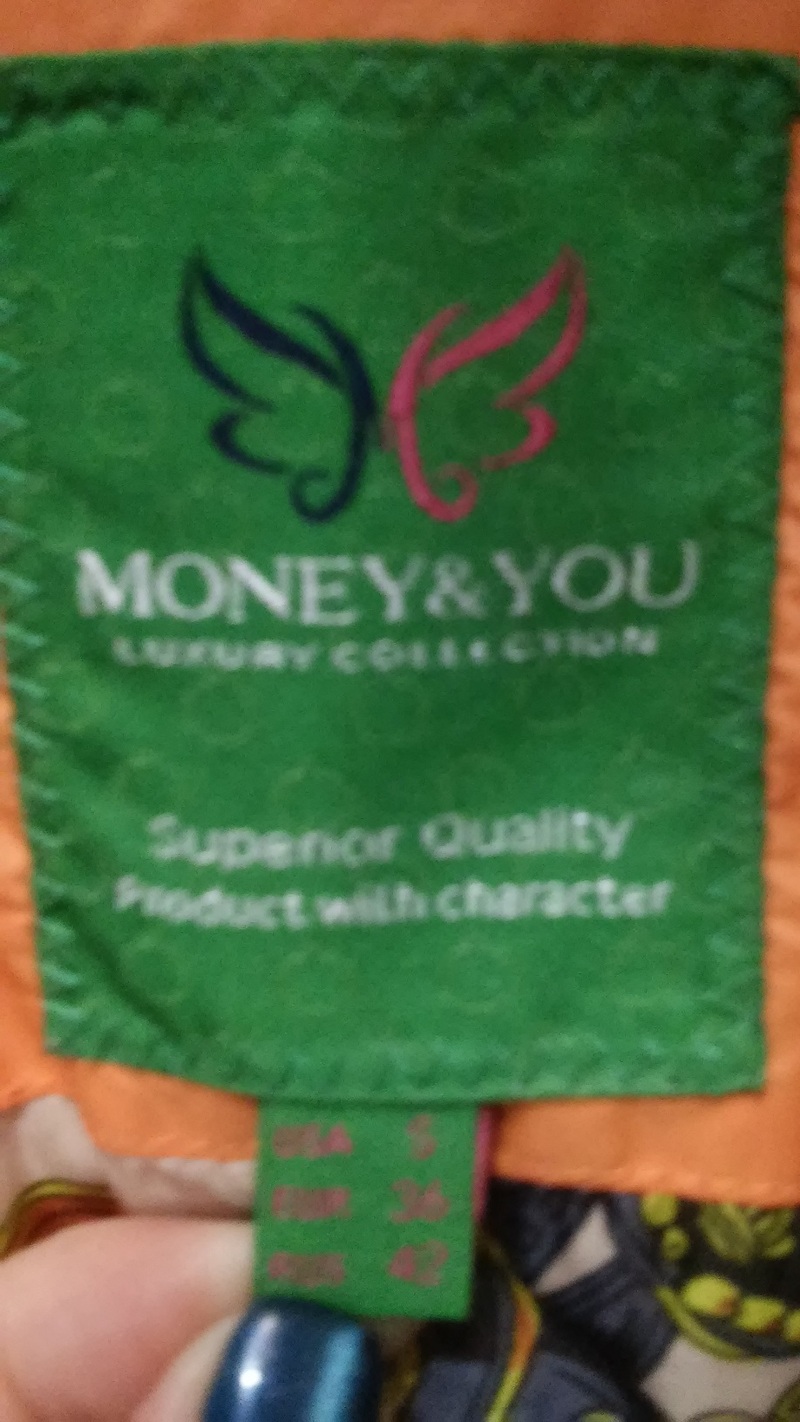 MONEY&YOU
LUXURY COLLECTION
Superior Quality
Product with character
USA S
EUR 36
RUS 42